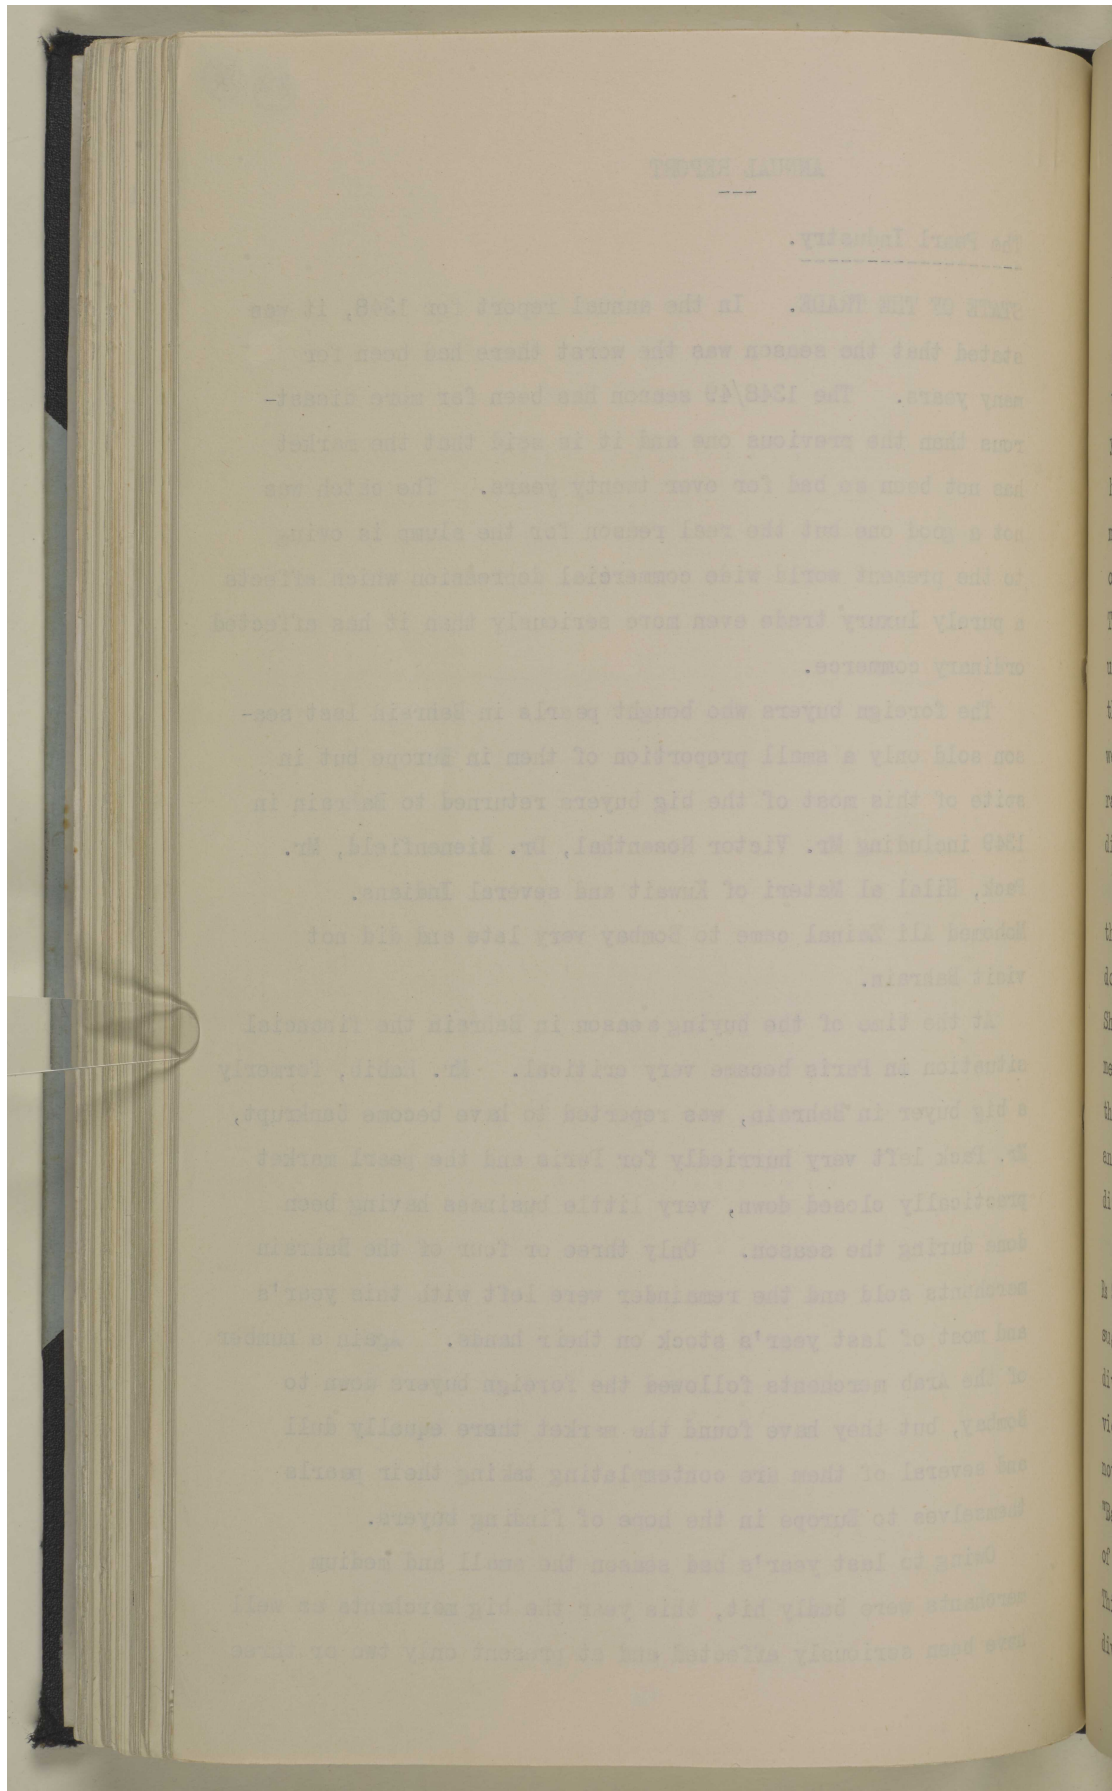 ANNUAL REPORT
The Pearl Industry.
STATE OF THE TRADE. In the annual report for 1348, it was
stated that the season was the worst there had been for
many years. The 1348/49 season has been far more disast-
rous than the previous one and it is said that the market
has not been so bad for over twenty years. The catch was
not a good one but the real reason for the slump is owing
to the present world wide commercial depression which effects
a purely luxury trade even more seriously than it has affected
ordinary commerce.
The foreign buyers who bought pearls in Bahrain last sea-
son sold only a small proportion of them in Europe but in
spite of this most of the big buyers returned to Bahrain in
1349 including Mr. Victor Rosenthal, Dr. Bienenfield, Mr.
Pack, Hilal al Materi of Kuwait and several Indians.
Mohomed Ali Zainel came to Bombay very late and did not
visit Bahrain.
At the time of the buying season in Bahrain the financial
situation in Paris became very critical. Mr. Habib, formerly
a big buyer in Bahrain, was reported to have become bankrupt,
Mr. Pack left very hurriedly for Paris and the pearl market
practically closed down, very little business having been
done during the season. Only three or four of the Bahrain
merchants sold and the remainder were left with this year's
and most of last year's stock on their hands. Again a number
of the Arab merchants followed the foreign buyers down to
Bombay, but they have found the market there equally dull
and several of them are contemplating taking their pearls
themselves to Europe in the hope of finding buyers.
Owing to last year's bad season the small and medium
merchants were badly hit, this year the big merchants as well
have been seriously affected and at present only two or three